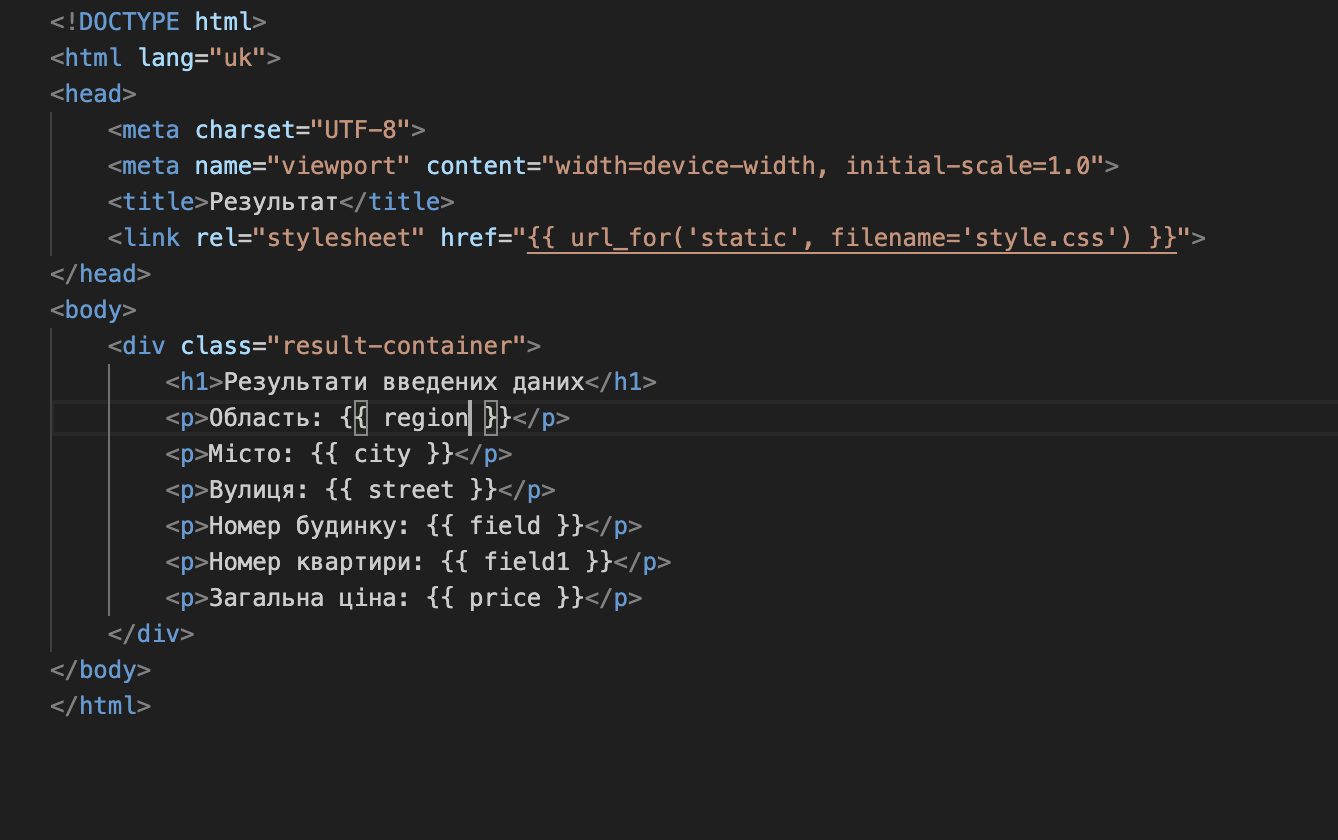 <!DOCTYPE html>
<html lang="uk">
<head>
    <meta charset="UTF-8">
    <meta name="viewport" content="width=device-width, initial-scale=1.0">
    <title>Результат</title>
    <link rel="stylesheet" href="{{ url_for('static', filename='style.css') }}">
</head>
<body>
    <div class="result-container">
        <h1>Результати введених даних</h1>
        <p>Область: {{ region }}</p>
        <p>Місто: {{ city }}</p>
        <p>Вулиця: {{ street }}</p>
        <p>Номер будинку: {{ field }}</p>
        <p>Номер квартири: {{ field1 }}</p>
        <p>Загальна ціна: {{ price }}</p>
    </div>
</body>
</html>